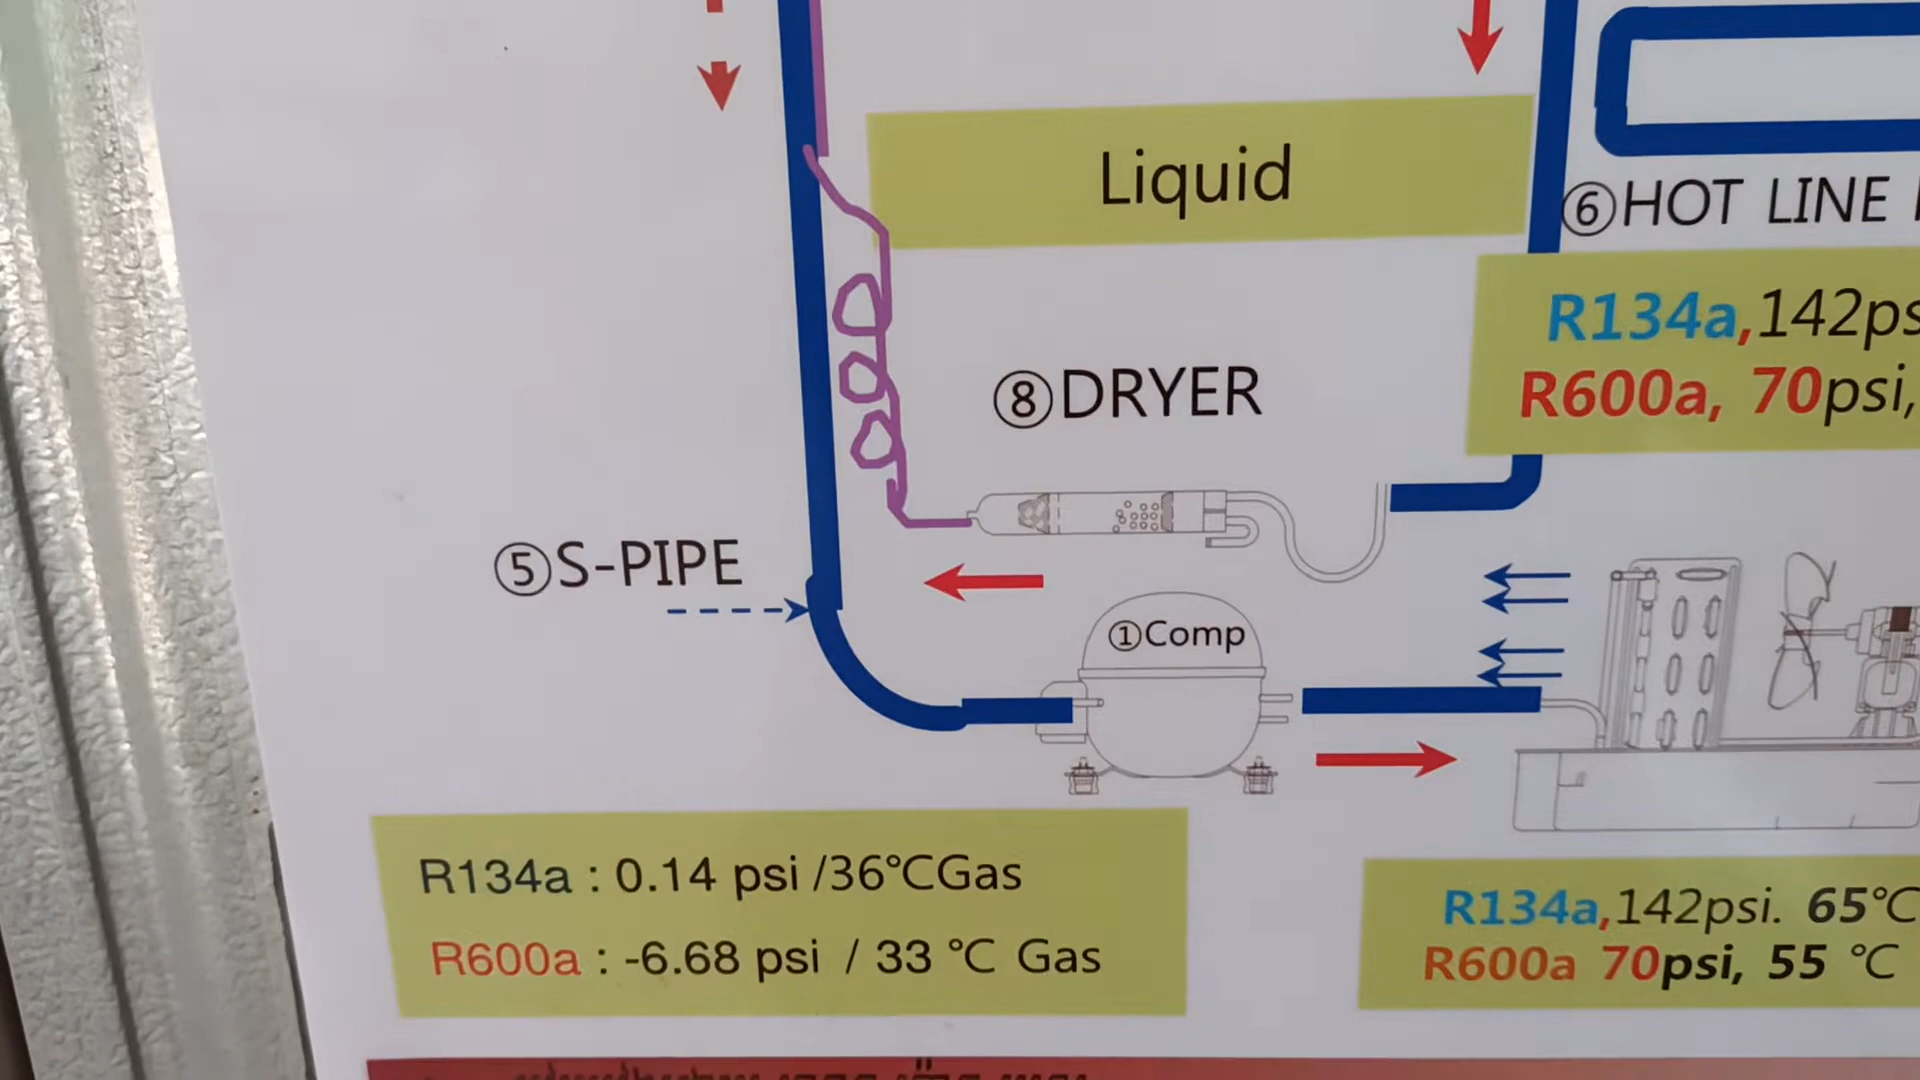 Liquid
⑥HOT LINE
R134a,142ps
R600a, 70psi,
⑧DRYER
⑤S-PIPE
①Comp
R134a : 0.14 psi /36℃Gas
R600a : -6.68 psi / 33 ℃ Gas
R134a,142psi. 65℃
R600a 70psi, 55 ℃